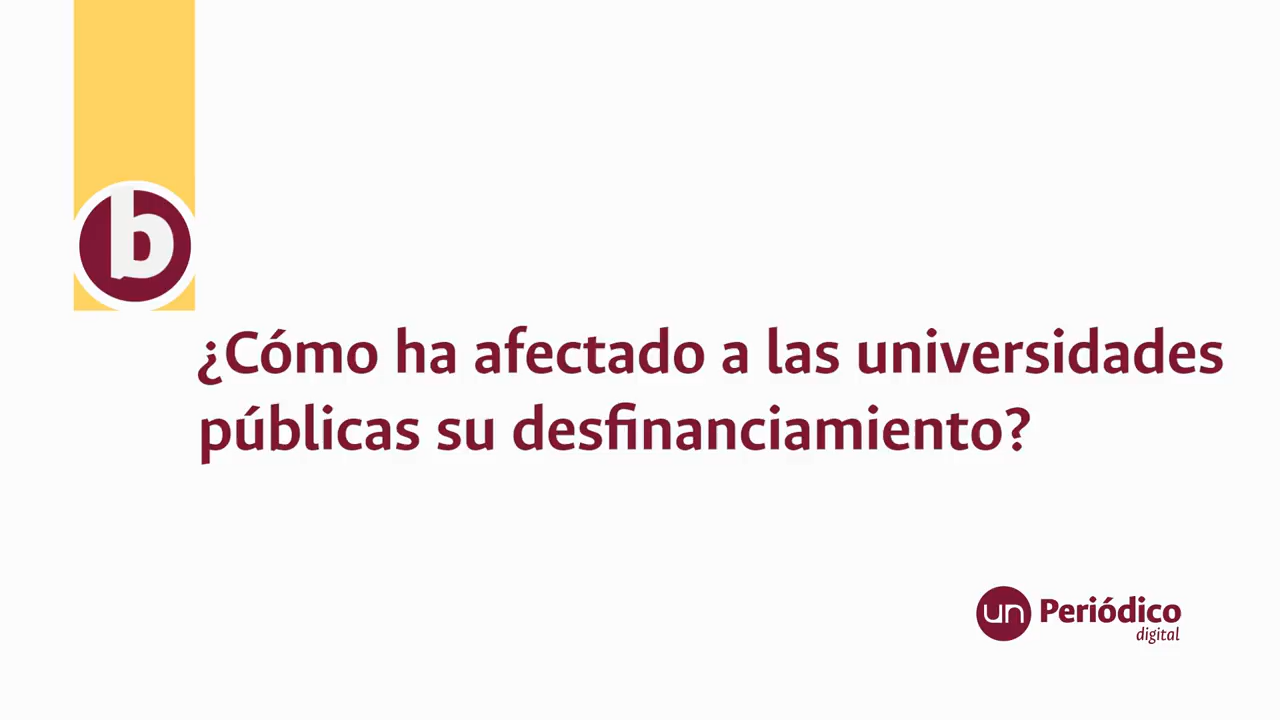 b
¿Cómo ha afectado a las universidades
públicas su desfinanciamiento?
un Periódico
digital